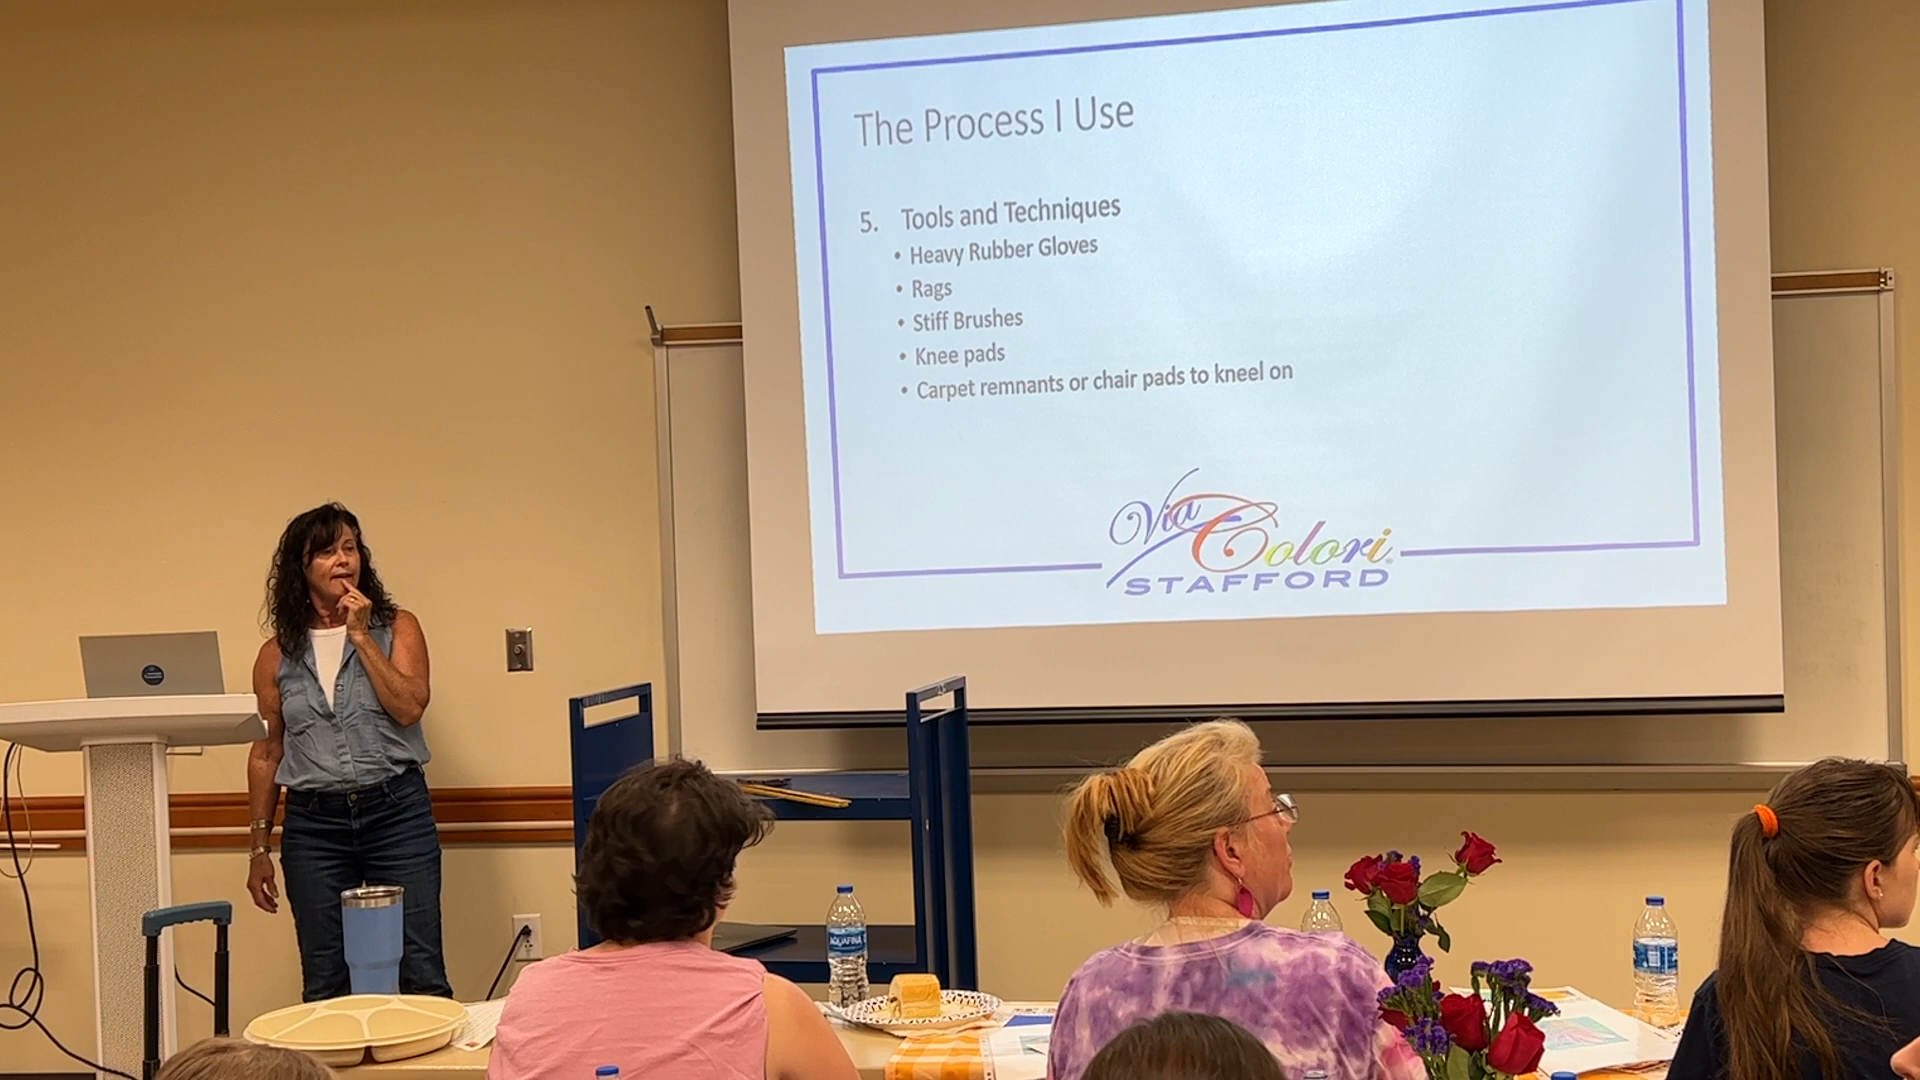 The Process I Use
5. Tools and Techniques
• Heavy Rubber Gloves
• Rags
• Stiff Brushes
• Knee pads
• Carpet remnants or chair pads to kneel on
Via Colori®
STAFFORD
AQUAFINA